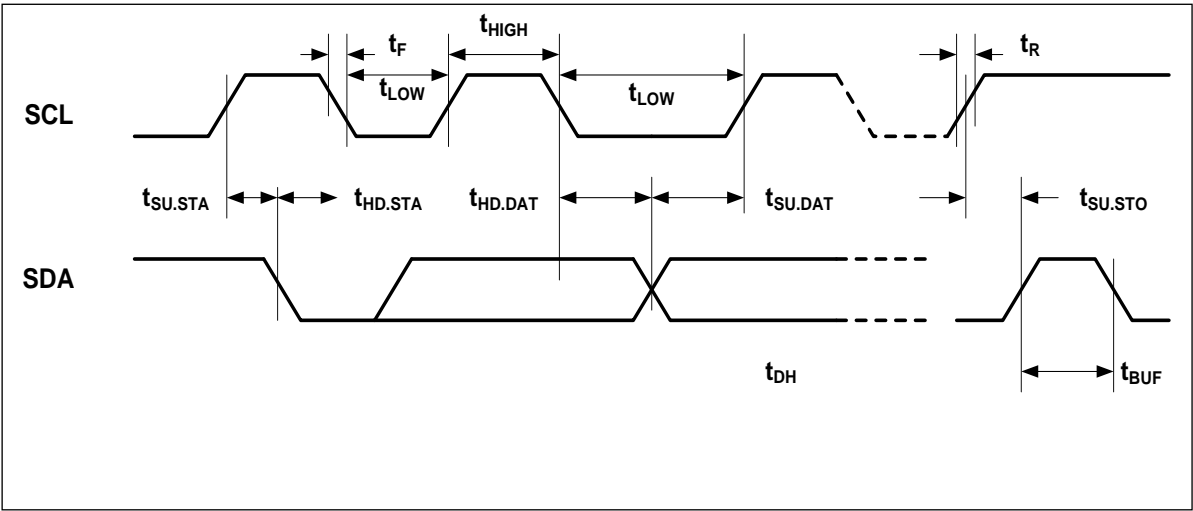 tHIGH
tF
tR
tLOW
tLOW
SCL
tSU.STA
tHD.STA
tHD.DAT
tSU.DAT
tSU.STO
SDA
tDH
tBUF